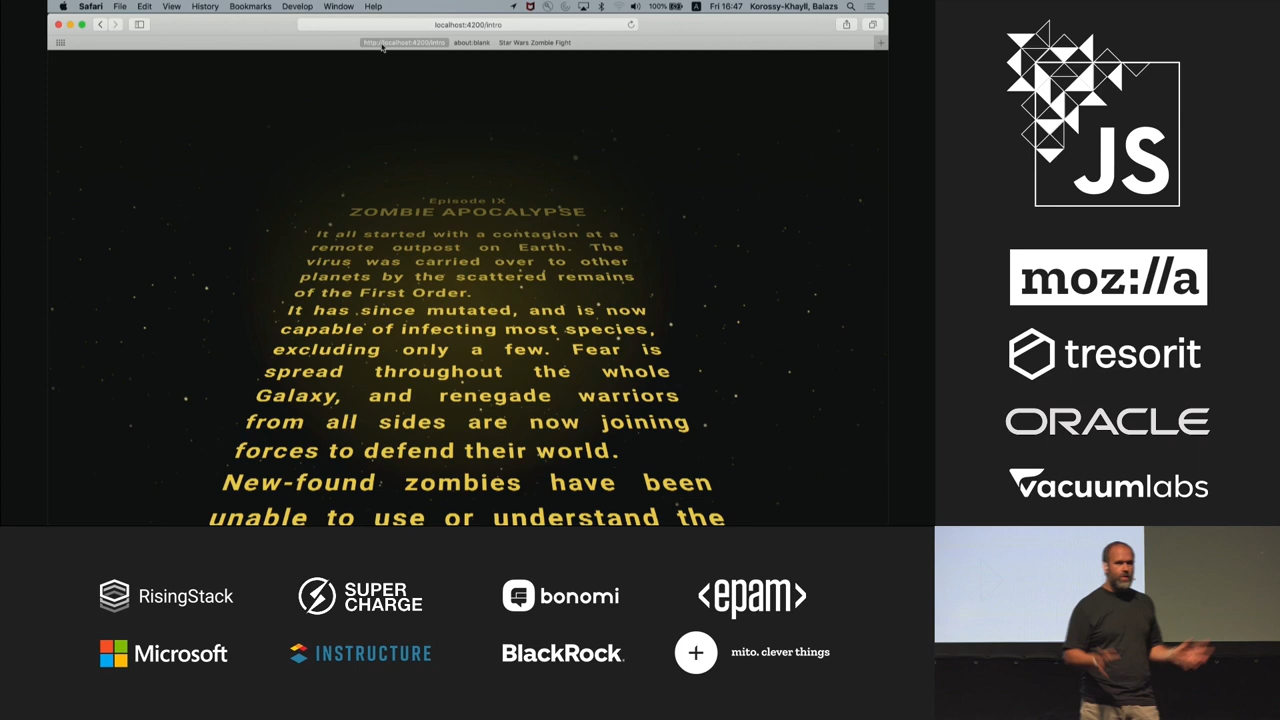 Safari File Edit View History Bookmarks Develop Window Help 100% A Fri 16:47 Korossy-Khayll, Balazs
localhost:4200/intro
http://localhost:4200/intro about:blank Star Wars Zombie Fight
Episode IX
ZOMBIE APOCALYPSE
It all started with a contagion at a
remote outpost on Earth. The
virus was carried over to other
planets by the scattered remains
of the First Order.
It has since mutated, and is now
capable of infecting most species,
excluding only a few. Fear is
spread throughout the whole
Galaxy, and renegade warriors
from all sides are now joining
forces to defend their world.
New-found zombies have been
unable to use or understand the
JS
moz://a
tresorit
ORACLE
vacuumlabs
RisingStack
SUPER
CHARGE
bonomi
<epam>
Microsoft
INSTRUCTURE
BlackRock.
mito. clever things